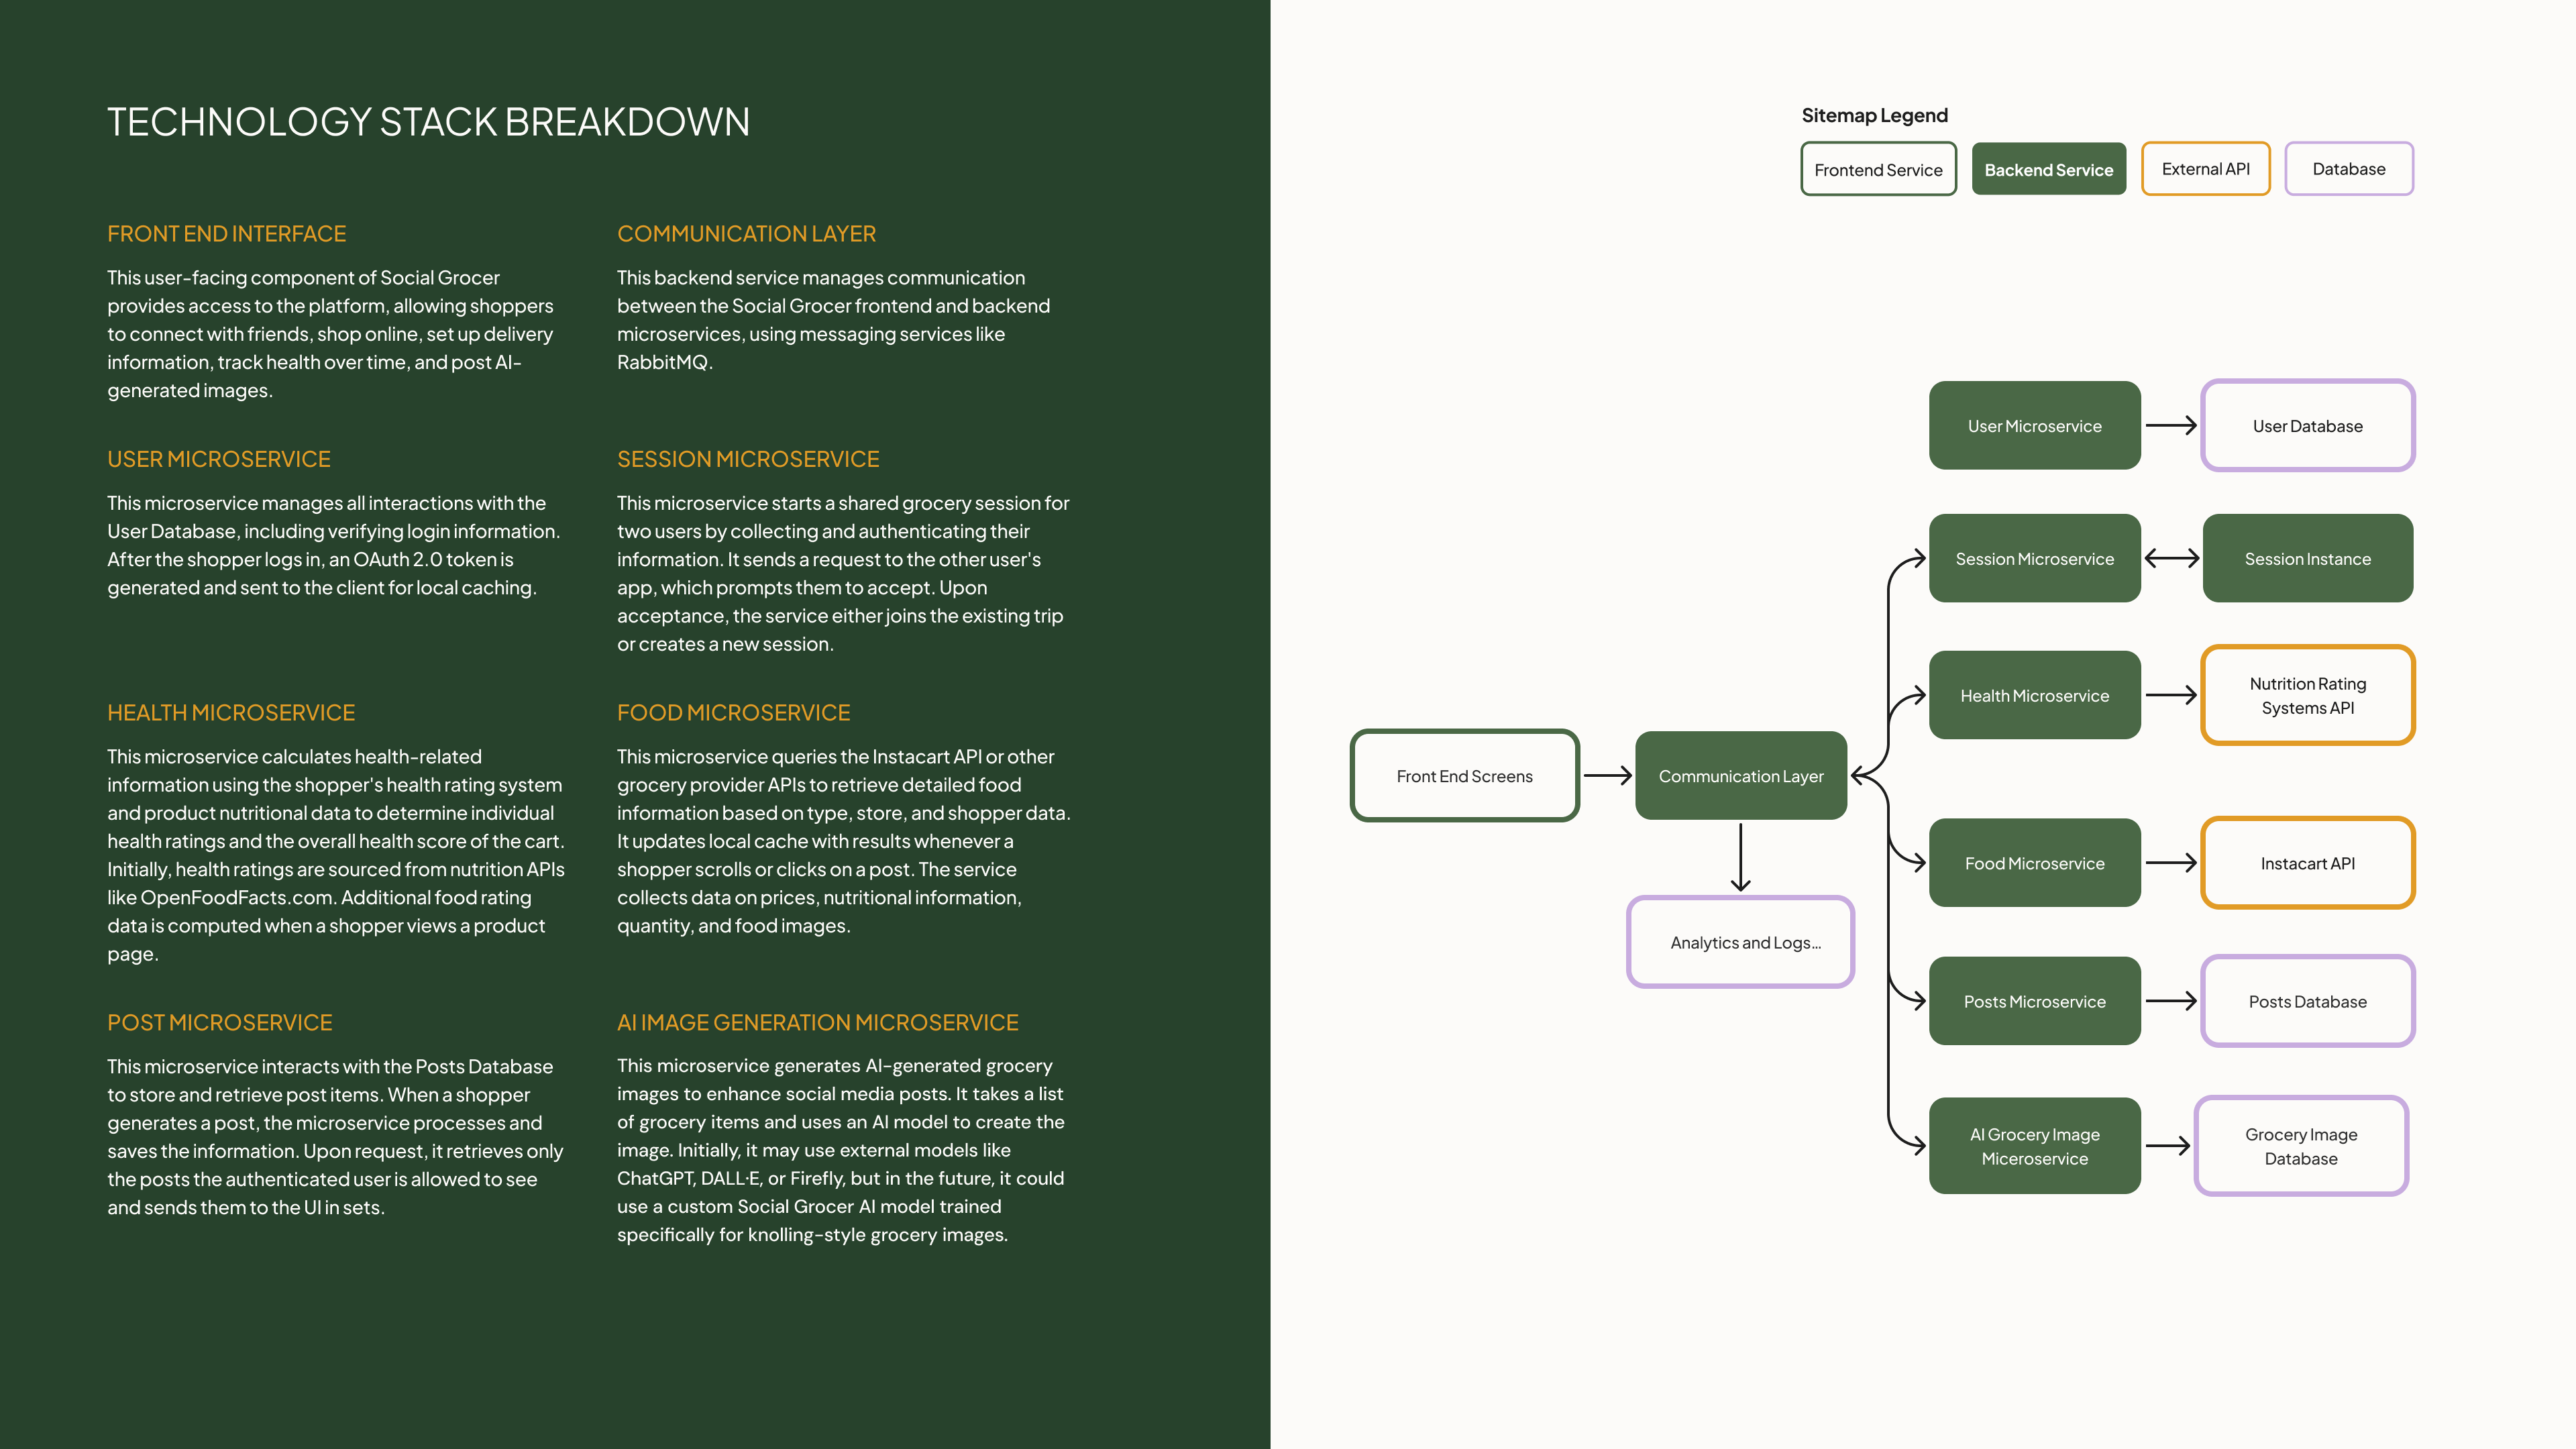 TECHNOLOGY STACK BREAKDOWN
FRONT END INTERFACE
This user-facing component of Social Grocer
provides access to the platform, allowing shoppers
to connect with friends, shop online, set up delivery
information, track health over time, and post AI-
generated images.
COMMUNICATION LAYER
This backend service manages communication
between the Social Grocer frontend and backend
microservices, using messaging services like
RabbitMQ.
USER MICROSERVICE
This microservice manages all interactions with the
User Database, including verifying login information.
After the shopper logs in, an OAuth 2.0 token is
generated and sent to the client for local caching.
SESSION MICROSERVICE
This microservice starts a shared grocery session for
two users by collecting and authenticating their
information. It sends a request to the other user's
app, which prompts them to accept. Upon
acceptance, the service either joins the existing trip
or creates a new session.
HEALTH MICROSERVICE
This microservice calculates health-related
information using the shopper's health rating system
and product nutritional data to determine individual
health ratings and the overall health score of the cart.
Initially, health ratings are sourced from nutrition APIs
like OpenFoodFacts.com. Additional food rating
data is computed when a shopper views a product
page.
FOOD MICROSERVICE
This microservice queries the Instacart API or other
grocery provider APIs to retrieve detailed food
information based on type, store, and shopper data.
It updates local cache with results whenever a
shopper scrolls or clicks on a post. The service
collects data on prices, nutritional information,
quantity, and food images.
POST MICROSERVICE
This microservice interacts with the Posts Database
to store and retrieve post items. When a shopper
generates a post, the microservice processes and
saves the information. Upon request, it retrieves only
the posts the authenticated user is allowed to see
and sends them to the UI in sets.
AI IMAGE GENERATION MICROSERVICE
This microservice generates AI-generated grocery
images to enhance social media posts. It takes a list
of grocery items and uses an AI model to create the
image. Initially, it may use external models like
ChatGPT, DALL·E, or Firefly, but in the future, it could
use a custom Social Grocer AI model trained
specifically for knolling-style grocery images.
Sitemap Legend
Frontend Service
Backend Service
External API
Database
User Microservice
User Database
Session Microservice
Session Instance
Health Microservice
Nutrition Rating
Systems API
Front End Screens
Communication Layer
Food Microservice
Instacart API
Analytics and Logs...
Posts Microservice
Posts Database
AI Grocery Image
Miceroservice
Grocery Image
Database